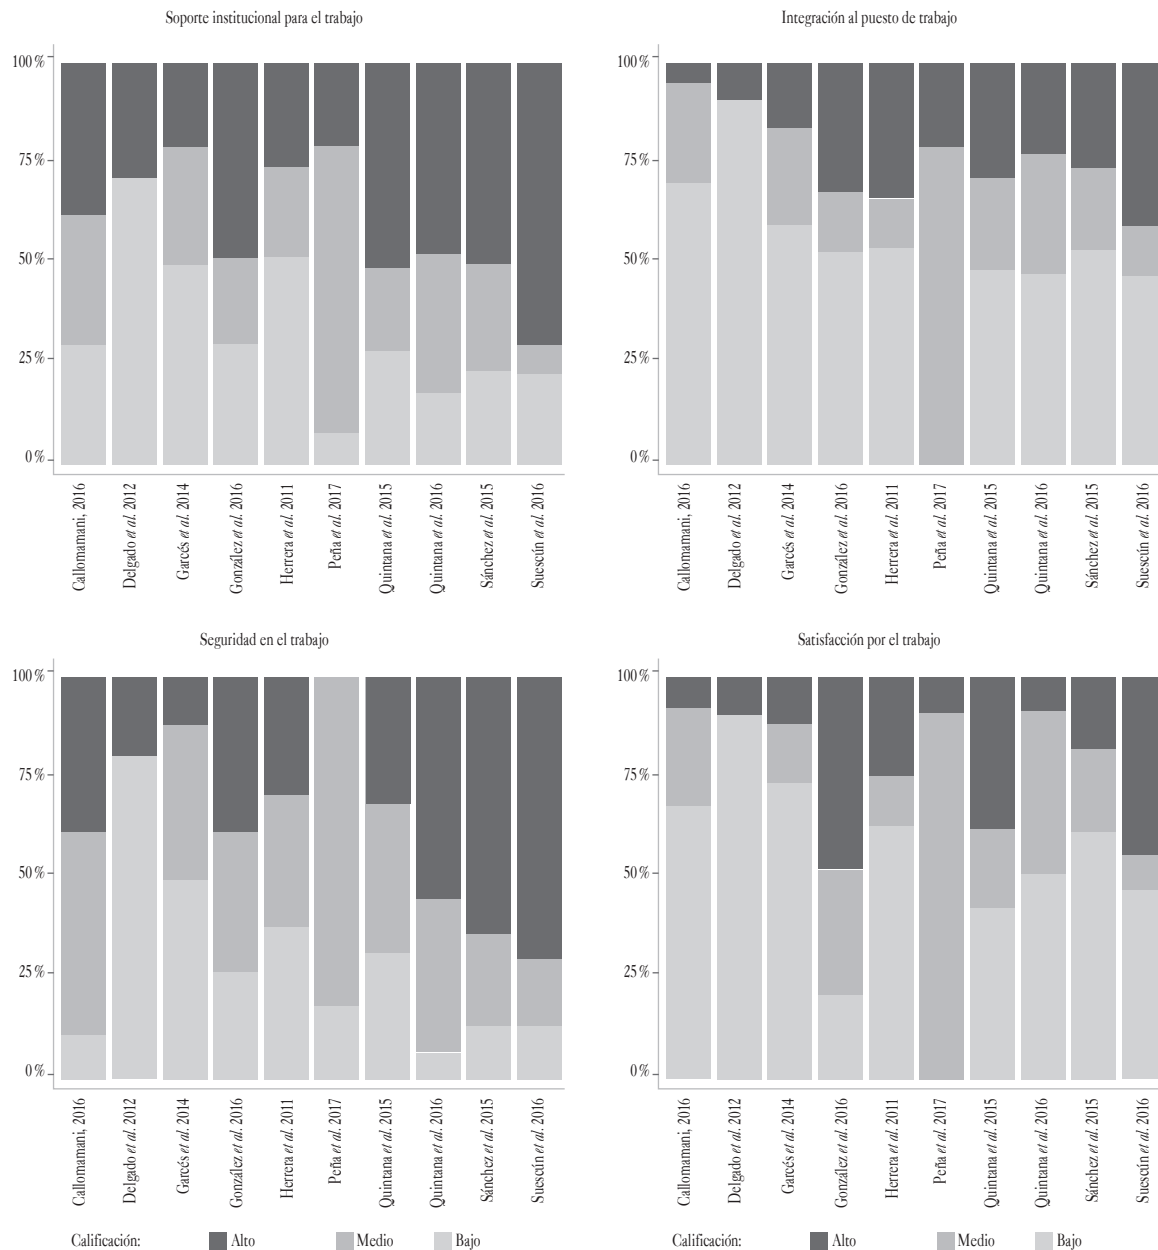 Soporte institucional para el trabajo
100 %
75 %
50 %
25 %
0 %
Callomamani, 2016
Delgado et al. 2012
Garcés et al. 2014
González et al. 2016
Herrera et al. 2011
Peña et al. 2017
Quintana et al. 2015
Quintana et al. 2016
Sánchez et al. 2015
Suescún et al. 2016
Integración al puesto de trabajo
100 %
75 %
50 %
25 %
0 %
Callomamani, 2016
Delgado et al. 2012
Garcés et al. 2014
González et al. 2016
Herrera et al. 2011
Peña et al. 2017
Quintana et al. 2015
Quintana et al. 2016
Sánchez et al. 2015
Suescún et al. 2016
Seguridad en el trabajo
100 %
75 %
50 %
25 %
0 %
Callomamani, 2016
Delgado et al. 2012
Garcés et al. 2014
González et al. 2016
Herrera et al. 2011
Peña et al. 2017
Quintana et al. 2015
Quintana et al. 2016
Sánchez et al. 2015
Suescún et al. 2016
Calificación: Alto Medio Bajo
Satisfacción por el trabajo
100 %
75 %
50 %
25 %
0 %
Callomamani, 2016
Delgado et al. 2012
Garcés et al. 2014
González et al. 2016
Herrera et al. 2011
Peña et al. 2017
Quintana et al. 2015
Quintana et al. 2016
Sánchez et al. 2015
Suescún et al. 2016
Calificación: Alto Medio Bajo